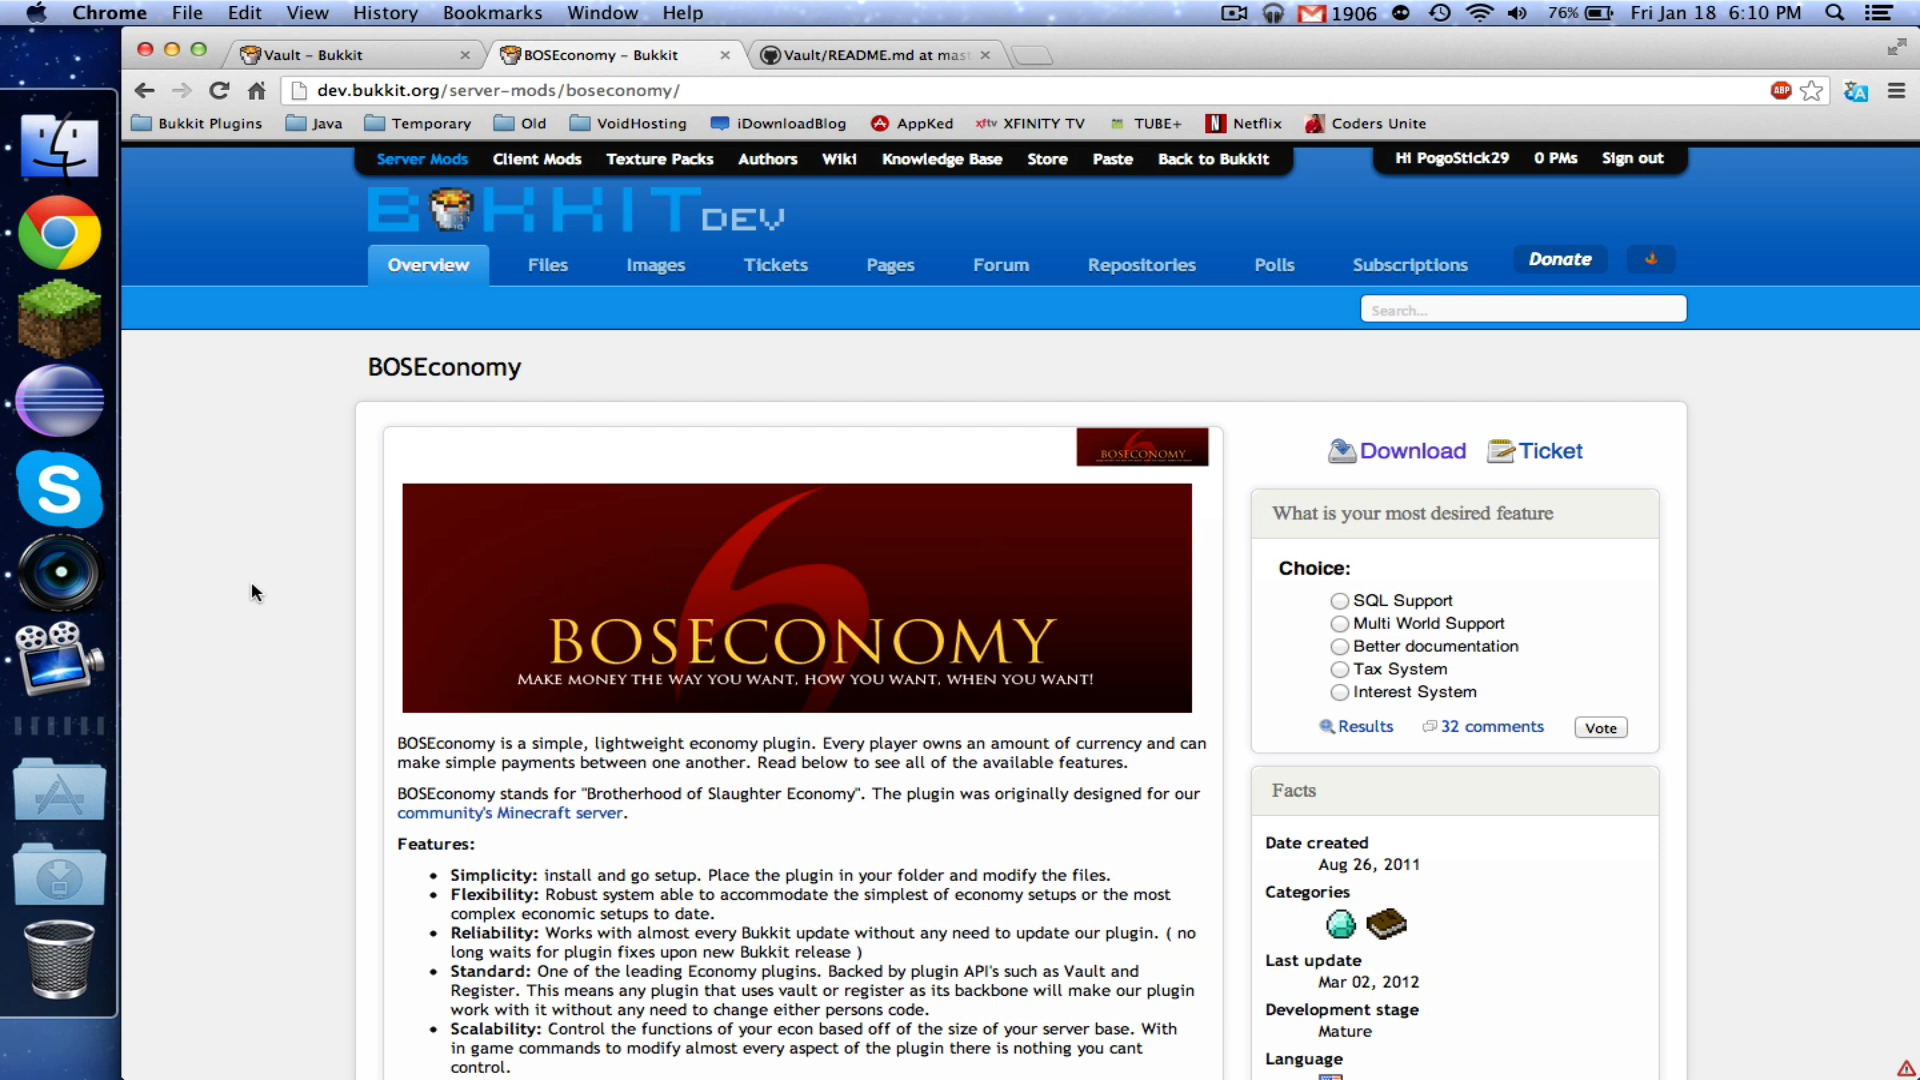 Chrome File Edit View History Bookmarks Window Help 1906 76% Fri Jan 18 6:10 PM
Vault – Bukkit BOSEconomy – Bukkit Vault/README.md at mast
dev.bukkit.org/server-mods/boseconomy/ ABP
Bukkit Plugins Java Temporary Old VoidHosting iDownloadBlog AppKed xftv XFINITY TV TUBE+ N Netflix Coders Unite
Server Mods Client Mods Texture Packs Authors Wiki Knowledge Base Store Paste Back to Bukkit Hi PogoStick29 0 PMs Sign out
B KKIT DEV
Overview Files Images Tickets Pages Forum Repositories Polls Subscriptions Donate
Search...
BOSEconomy
BOSECONOMY
Download Ticket
BOSECONOMY
MAKE MONEY THE WAY YOU WANT, HOW YOU WANT, WHEN YOU WANT!
BOSEconomy is a simple, lightweight economy plugin. Every player owns an amount of currency and can
make simple payments between one another. Read below to see all of the available features.
BOSEconomy stands for "Brotherhood of Slaughter Economy". The plugin was originally designed for our
community's Minecraft server.
Features:
• Simplicity: install and go setup. Place the plugin in your folder and modify the files.
• Flexibility: Robust system able to accommodate the simplest of economy setups or the most
complex economic setups to date.
• Reliability: Works with almost every Bukkit update without any need to update our plugin. ( no
long waits for plugin fixes upon new Bukkit release )
• Standard: One of the leading Economy plugins. Backed by plugin API's such as Vault and
Register. This means any plugin that uses vault or register as its backbone will make our plugin
work with it without any need to change either persons code.
• Scalability: Control the functions of your econ based off of the size of your server base. With
in game commands to modify almost every aspect of the plugin there is nothing you cant
control.
What is your most desired feature
Choice:
SQL Support
Multi World Support
Better documentation
Tax System
Interest System
Results 32 comments Vote
Facts
Date created
Aug 26, 2011
Categories
Last update
Mar 02, 2012
Development stage
Mature
Language